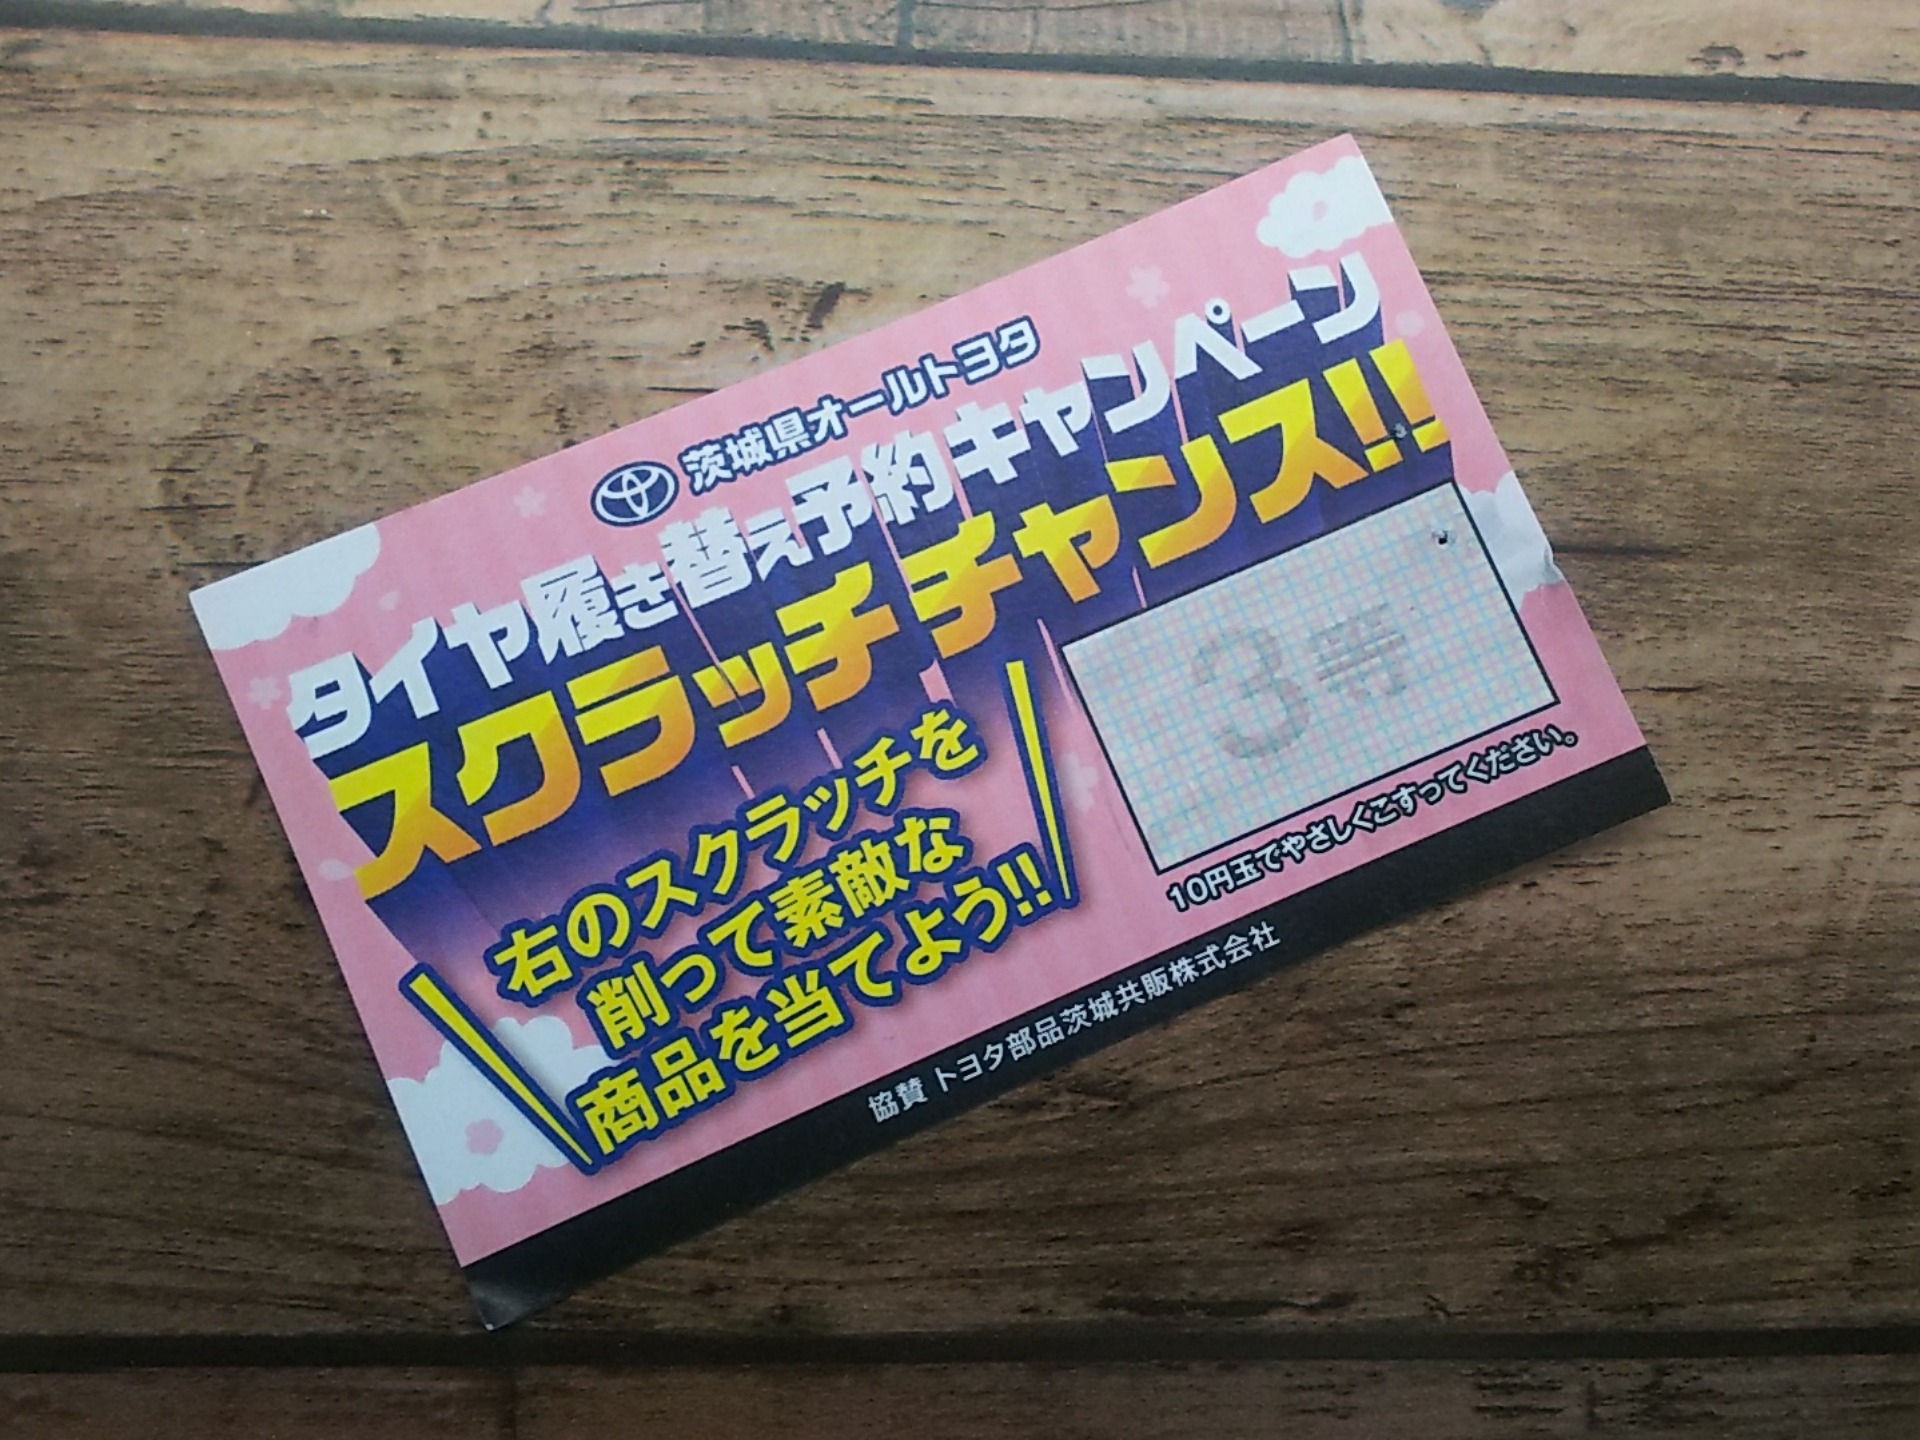 茨城県オールトヨタ
タイヤ履き替え予約キャンペーン
スクラッチチャンス!!
右のスクラッチを
削って素敵な
商品を当てよう!!
3等
10円玉でやさしくこすってください。
協賛 トヨタ部品茨城共販株式会社